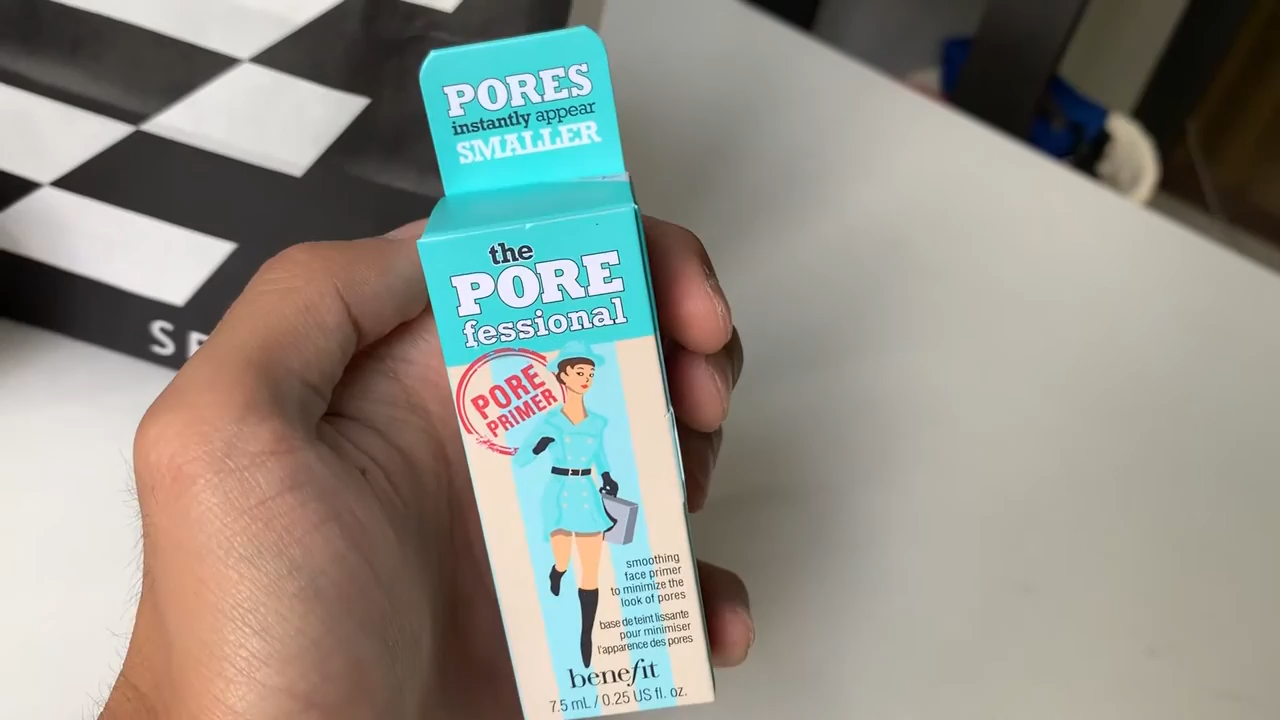 PORES
instantly appear
SMALLER
the
PORE
fessional
PORE
PRIMER
smoothing
face primer
to minimize the
look of pores
base de teint lissante
pour minimiser
l'apparence des pores
benefit
7.5 mL / 0.25 US fl. oz.